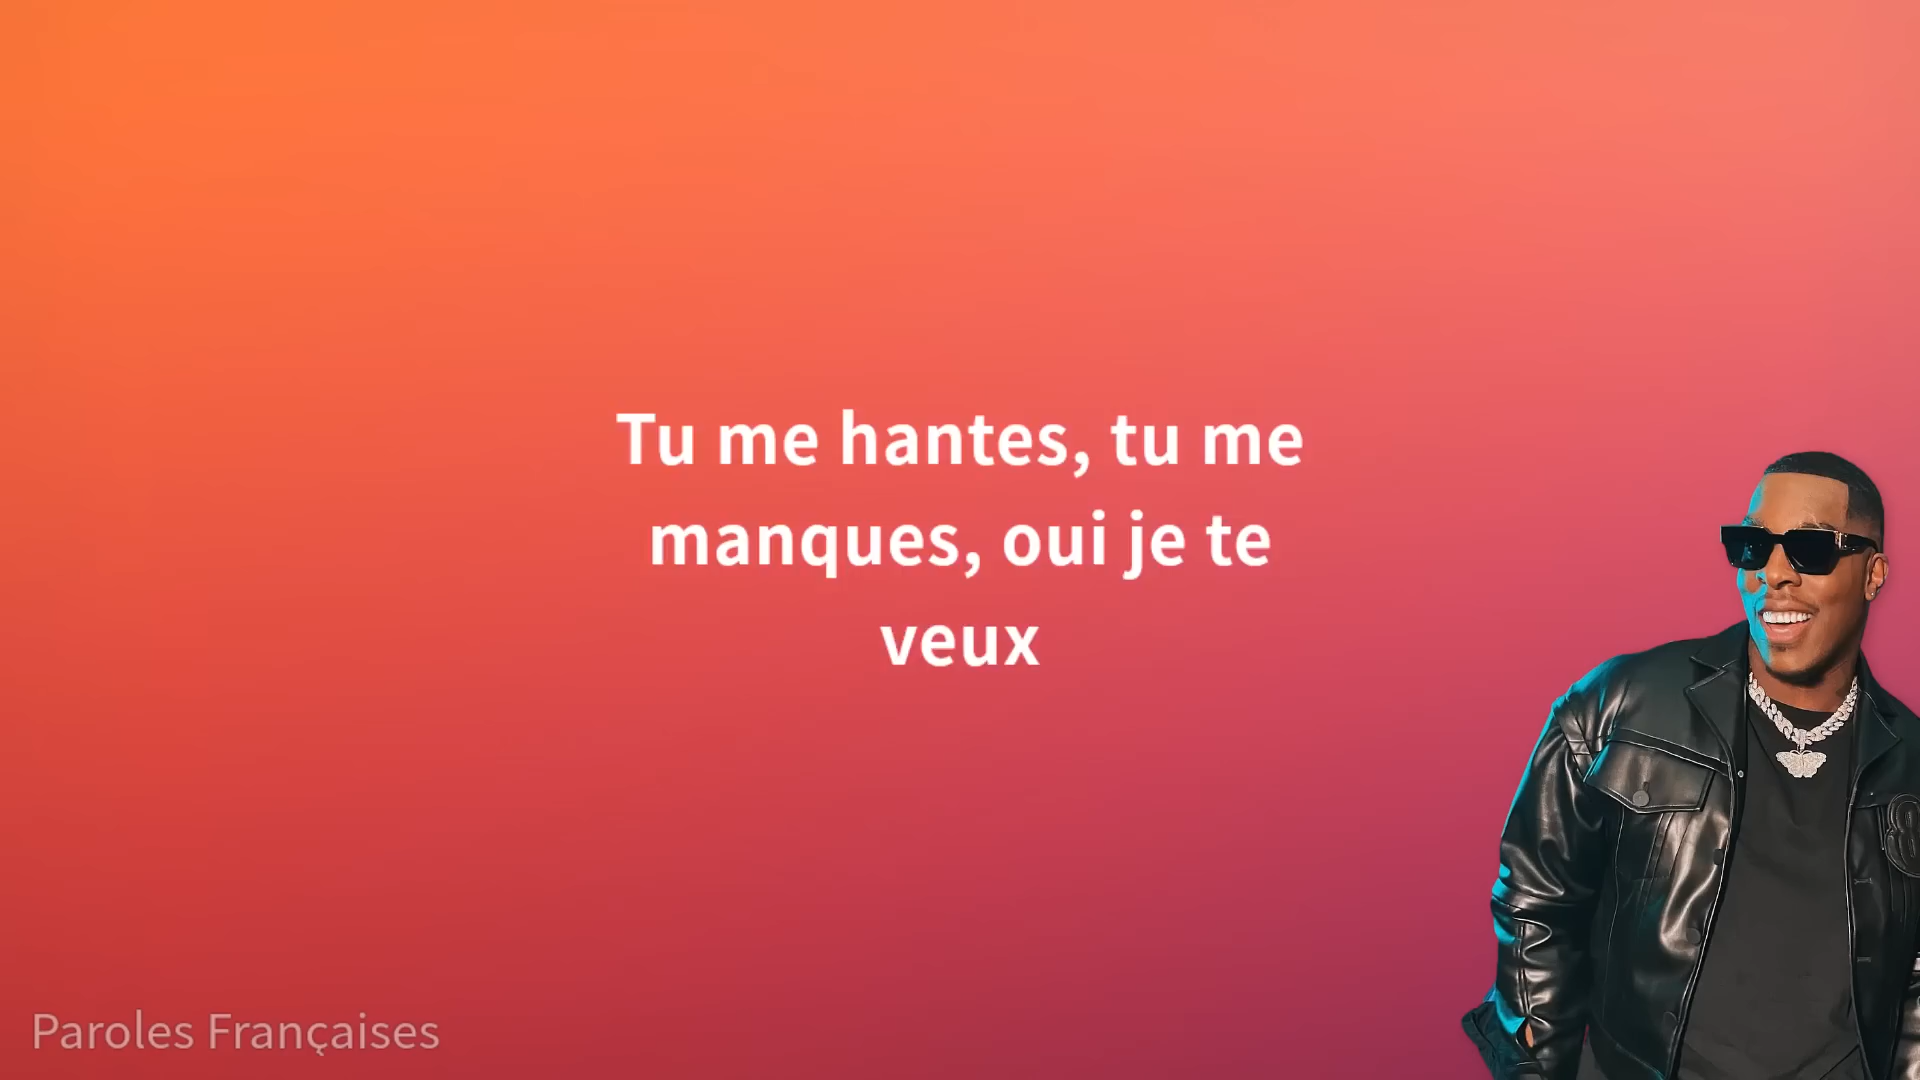 Tu me hantes, tu me
manques, oui je te
veux
Paroles Françaises